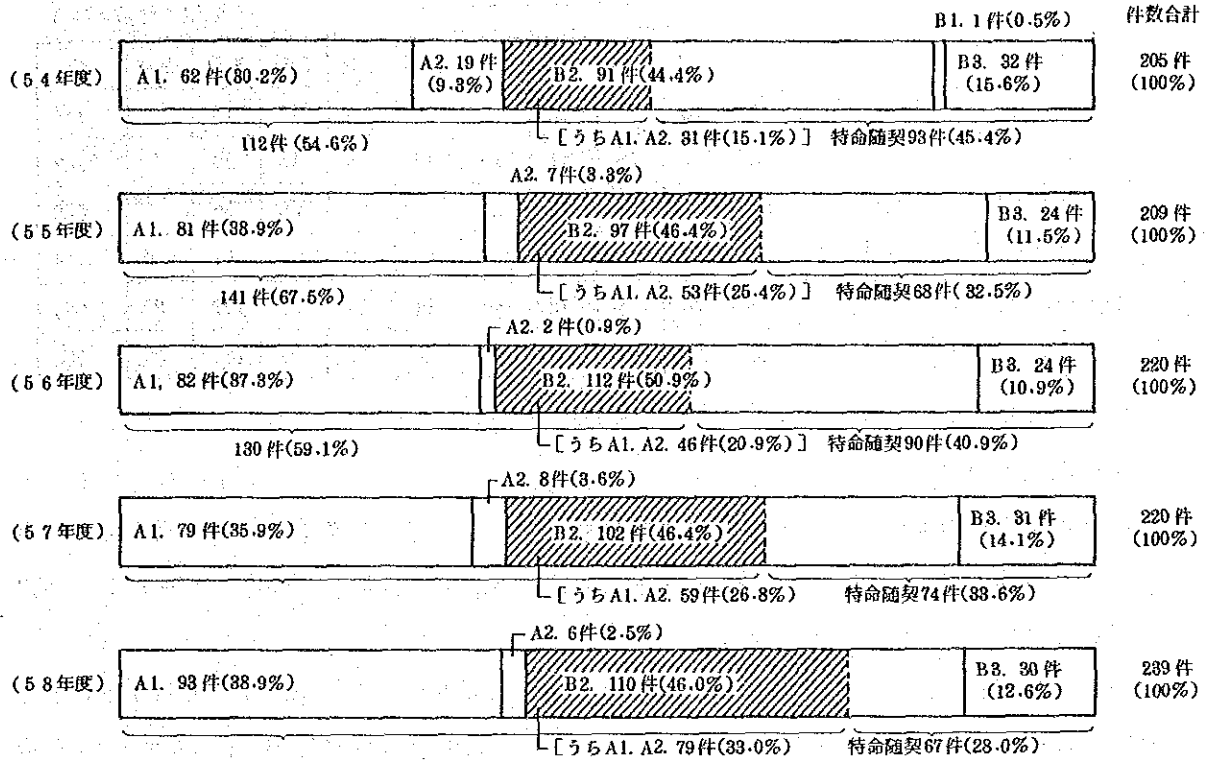 B1. 1件(0.5%) 件数合計
(54年度) A1. 62件(30.2%) A2. 19件 (9.3%) B2. 91件(44.4%) B3. 32件 (15.6%) 205件 (100%)
112件(54.6%) [うちA1. A2. 31件(15.1%)] 特命随契93件(45.4%)
A2. 7件(3.3%)
(55年度) A1. 81件(38.9%) B2. 97件(46.4%) B3. 24件 (11.5%) 209件 (100%)
141件(67.5%) [うちA1. A2. 53件(25.4%)] 特命随契68件(32.5%)
A2. 2件(0.9%)
(56年度) A1. 82件(37.3%) B2. 112件(50.9%) B3. 24件 (10.9%) 220件 (100%)
130件(59.1%) [うちA1. A2. 46件(20.9%)] 特命随契90件(40.9%)
A2. 8件(3.6%)
(57年度) A1. 79件(35.9%) B2. 102件(46.4%) B3. 31件 (14.1%) 220件 (100%)
[うちA1. A2. 59件(26.8%) 特命随契74件(33.6%)
A2. 6件(2.5%)
(58年度) A1. 93件(38.9%) B2. 110件(46.0%) B3. 30件 (12.6%) 239件 (100%)
[うちA1. A2. 79件(33.0%) 特命随契67件(28.0%)